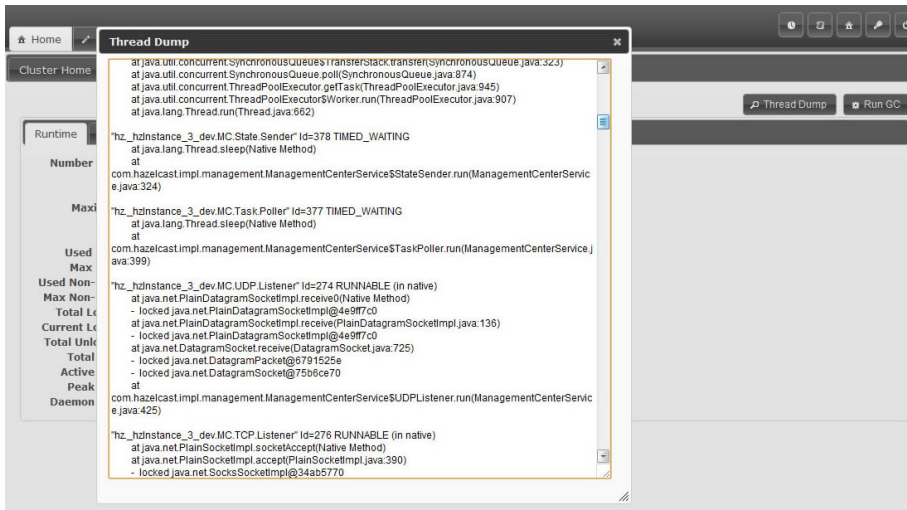 Home
Thread Dump
Cluster Home
Thread Dump
Run GC
Runtime
Number
Maxi
Used
Max
Used Non-
Max Non-
Total Lo
Current Lo
Total Unlo
Total
Active
Peak
Daemon
at java.util.concurrent.SynchronousQueue$TransferStack.transfer(SynchronousQueue.java:323)
at java.util.concurrent.SynchronousQueue.poll(SynchronousQueue.java:874)
at java.util.concurrent.ThreadPoolExecutor.getTask(ThreadPoolExecutor.java:945)
at java.util.concurrent.ThreadPoolExecutor$Worker.run(ThreadPoolExecutor.java:907)
at java.lang.Thread.run(Thread.java:662)
"hz._hzInstance_3_dev.MC.State.Sender" Id=378 TIMED_WAITING
at java.lang.Thread.sleep(Native Method)
at
com.hazelcast.impl.management.ManagementCenterService$StateSender.run(ManagementCenterServic
e.java:324)
"hz._hzInstance_3_dev.MC.Task.Poller" Id=377 TIMED_WAITING
at java.lang.Thread.sleep(Native Method)
at
com.hazelcast.impl.management.ManagementCenterService$TaskPoller.run(ManagementCenterService.j
ava:399)
"hz._hzInstance_3_dev.MC.UDP.Listener" Id=274 RUNNABLE (in native)
at java.net.PlainDatagramSocketImpl.receive0(Native Method)
- locked java.net.PlainDatagramSocketImpl@4e9ff7c0
at java.net.PlainDatagramSocketImpl.receive(PlainDatagramSocketImpl.java:136)
- locked java.net.PlainDatagramSocketImpl@4e9ff7c0
at java.net.DatagramSocket.receive(DatagramSocket.java:725)
- locked java.net.DatagramPacket@6791525e
- locked java.net.DatagramSocket@75b6ce70
at
com.hazelcast.impl.management.ManagementCenterService$UDPListener.run(ManagementCenterServic
e.java:425)
"hz._hzInstance_3_dev.MC.TCP.Listener" Id=276 RUNNABLE (in native)
at java.net.PlainSocketImpl.socketAccept(Native Method)
at java.net.PlainSocketImpl.accept(PlainSocketImpl.java:390)
- locked java.net.SocksSocketImpl@34ab5770